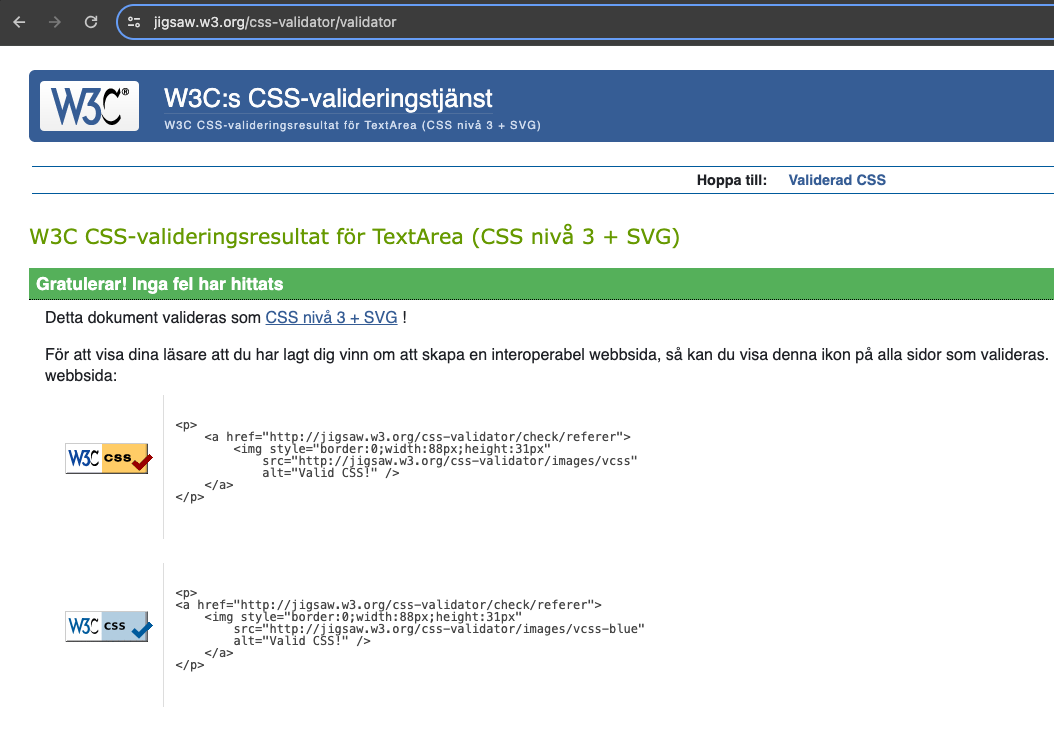 jigsaw.w3.org/css-validator/validator
W3C®
W3C:s CSS-valideringstjänst
W3C CSS-valideringsresultat för TextArea (CSS nivå 3 + SVG)
Hoppa till: Validerad CSS
W3C CSS-valideringsresultat för TextArea (CSS nivå 3 + SVG)
Gratulerar! Inga fel har hittats
Detta dokument valideras som CSS nivå 3 + SVG !
För att visa dina läsare att du har lagt dig vinn om att skapa en interoperabel webbsida, så kan du visa denna ikon på alla sidor som valideras.
webbsida:
W3C css
<p>
    <a href="http://jigsaw.w3.org/css-validator/check/referer">
        <img style="border:0;width:88px;height:31px"
            src="http://jigsaw.w3.org/css-validator/images/vcss"
            alt="Valid CSS!" />
    </a>
</p>
W3C css
<p>
<a href="http://jigsaw.w3.org/css-validator/check/referer">
    <img style="border:0;width:88px;height:31px"
        src="http://jigsaw.w3.org/css-validator/images/vcss-blue"
        alt="Valid CSS!" />
    </a>
</p>